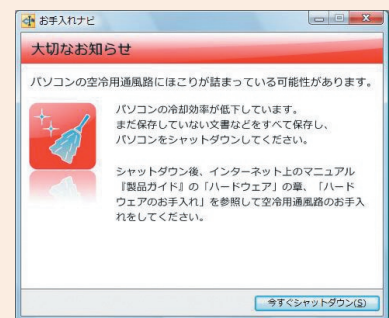 お手入れナビ
大切なお知らせ
パソコンの空冷用通風路にほこりが詰まっている可能性があります。
パソコンの冷却効率が低下しています。
まだ保存していない文書などをすべて保存し、
パソコンをシャットダウンしてください。
シャットダウン後、インターネット上のマニュアル
『製品ガイド』の「ハードウェア」の章、「ハード
ウェアのお手入れ」を参照して空冷用通風路のお手入
れをしてください。
今すぐシャットダウン(S)